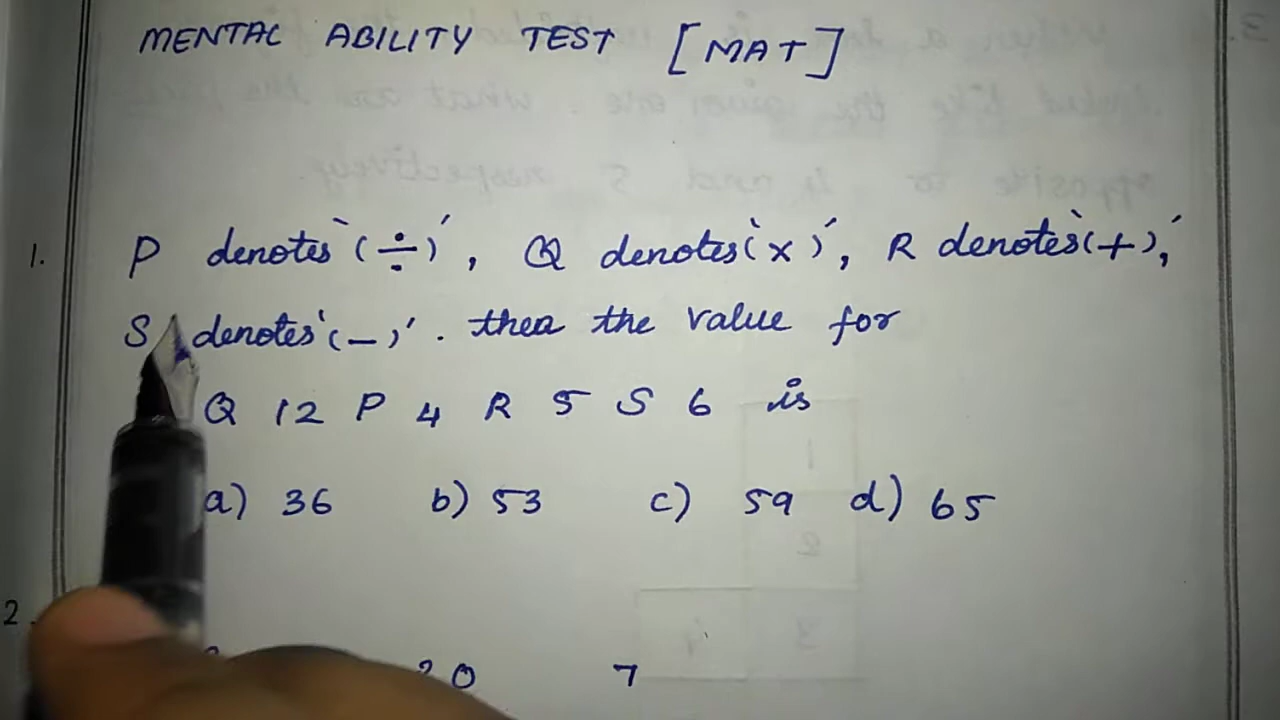 MENTAL ABILITY TEST [MAT]
1. P denotes '(÷)', Q denotes '(x)', R denotes '(+)',
S denotes '(–)'. then the value for
Q 12 P 4 R 5 S 6 is
a) 36 b) 53 c) 59 d) 65
2.
20 7